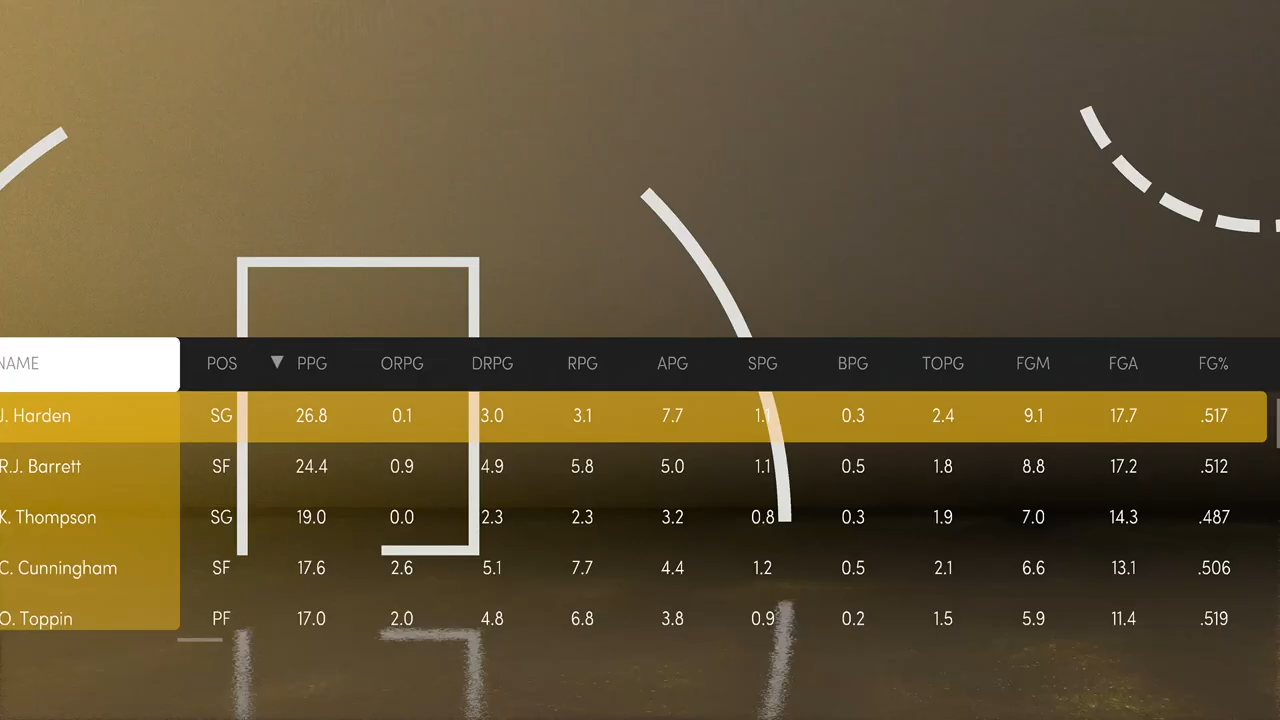 NAME POS ▼ PPG ORPG DRPG RPG APG SPG BPG TOPG FGM FGA FG%
J. Harden SG 26.8 0.1 3.0 3.1 7.7 1.1 0.3 2.4 9.1 17.7 .517
R.J. Barrett SF 24.4 0.9 4.9 5.8 5.0 1.1 0.5 1.8 8.8 17.2 .512
K. Thompson SG 19.0 0.0 2.3 2.3 3.2 0.8 0.3 1.9 7.0 14.3 .487
C. Cunningham SF 17.6 2.6 5.1 7.7 4.4 1.2 0.5 2.1 6.6 13.1 .506
O. Toppin PF 17.0 2.0 4.8 6.8 3.8 0.9 0.2 1.5 5.9 11.4 .519